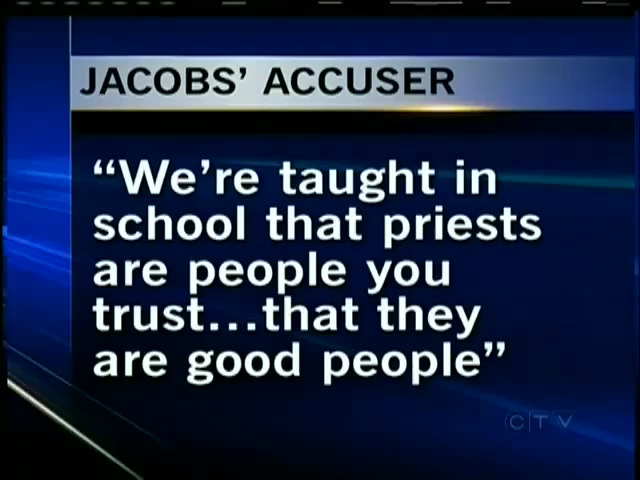 JACOBS’ ACCUSER
“We’re taught in
school that priests
are people you
trust...that they
are good people”
CTV